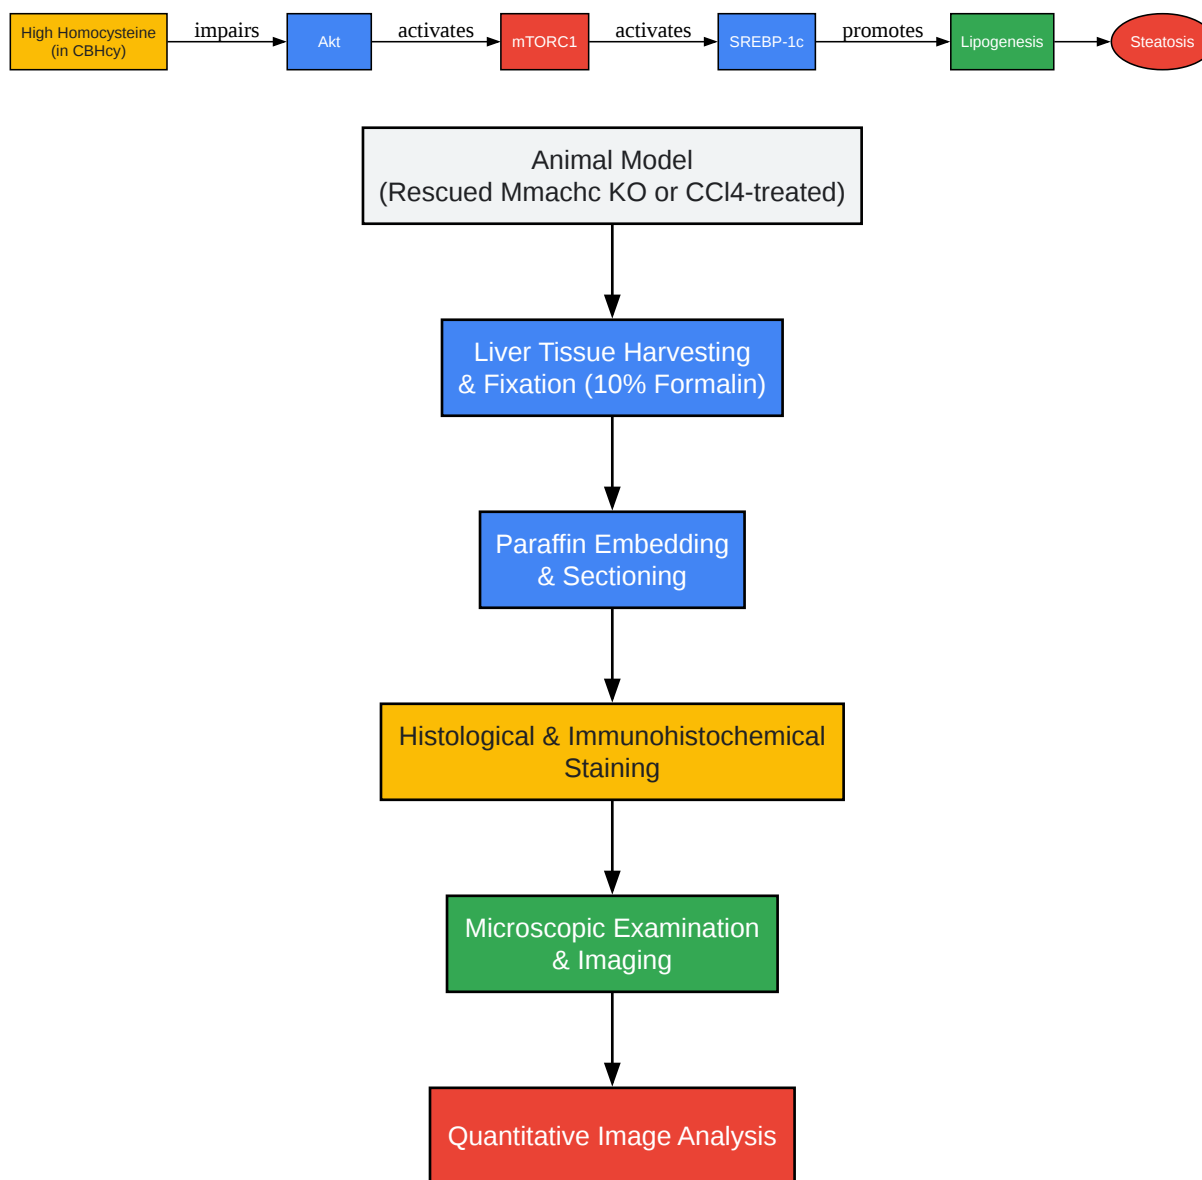 High Homocysteine
(in CBHcy)
impairs
Akt
activates
mTORC1
activates
SREBP-1c
promotes
Lipogenesis
Steatosis
Animal Model
(Rescued Mmachc KO or CCl4-treated)
Liver Tissue Harvesting
& Fixation (10% Formalin)
Paraffin Embedding
& Sectioning
Histological & Immunohistochemical
Staining
Microscopic Examination
& Imaging
Quantitative Image Analysis